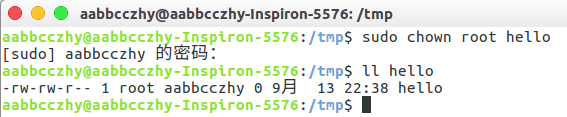 aabbcczhy@aabbcczhy-Inspiron-5576: /tmp
aabbcczhy@aabbcczhy-Inspiron-5576:/tmp$ sudo chown root hello
[sudo] aabbcczhy 的密码：
aabbcczhy@aabbcczhy-Inspiron-5576:/tmp$ ll hello
-rw-rw-r-- 1 root aabbcczhy 0 9月  13 22:38 hello
aabbcczhy@aabbcczhy-Inspiron-5576:/tmp$